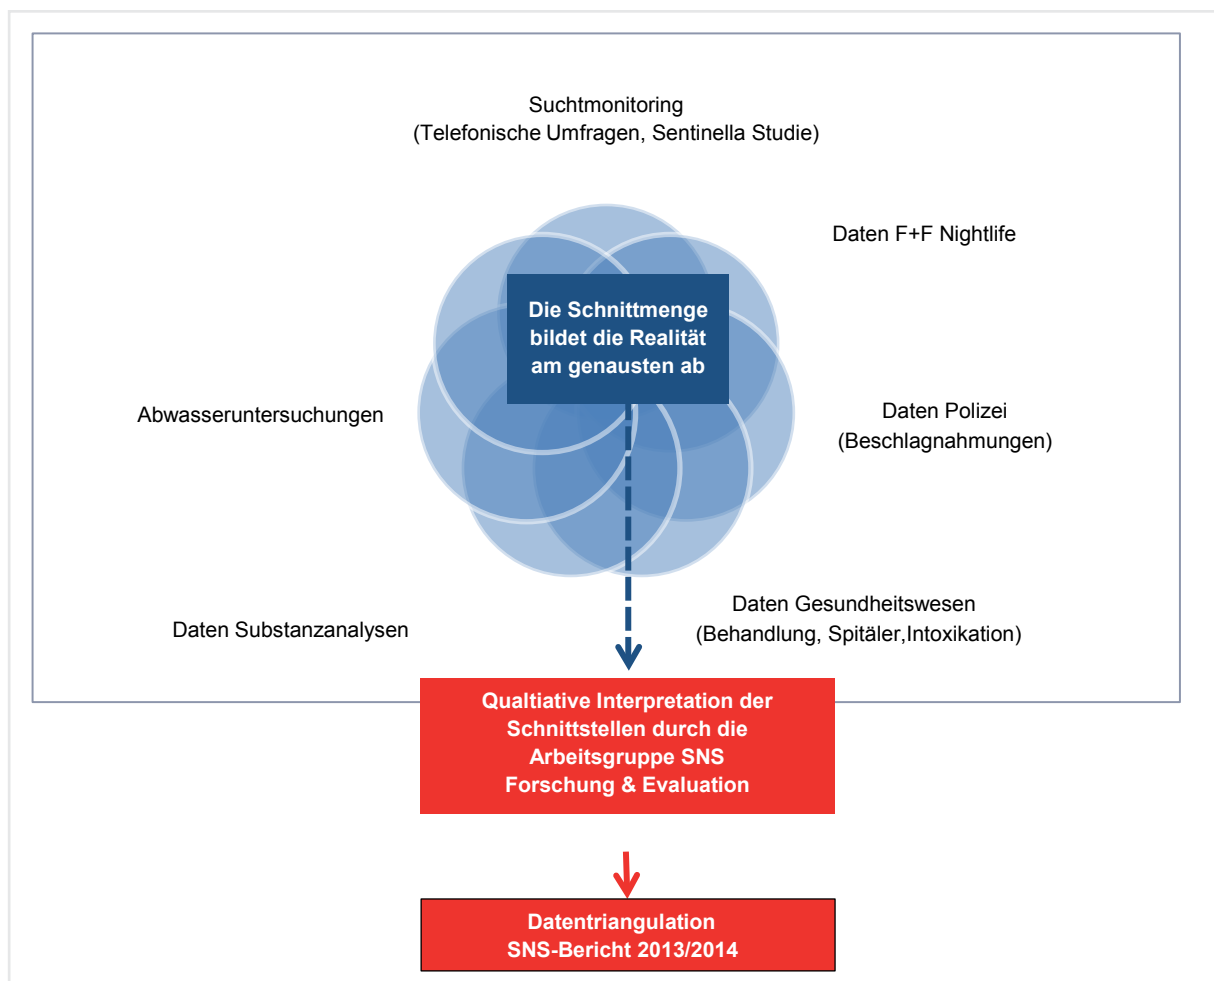 Suchtmonitoring
(Telefonische Umfragen, Sentinella Studie)
Daten F+F Nightlife
Die Schnittmenge
bildet die Realität
am genausten ab
Abwasseruntersuchungen
Daten Polizei
(Beschlagnahmungen)
Daten Substanzanalysen
Daten Gesundheitswesen
(Behandlung, Spitäler,Intoxikation)
Qualtiative Interpretation der
Schnittstellen durch die
Arbeitsgruppe SNS
Forschung & Evaluation
Datentriangulation
SNS-Bericht 2013/2014